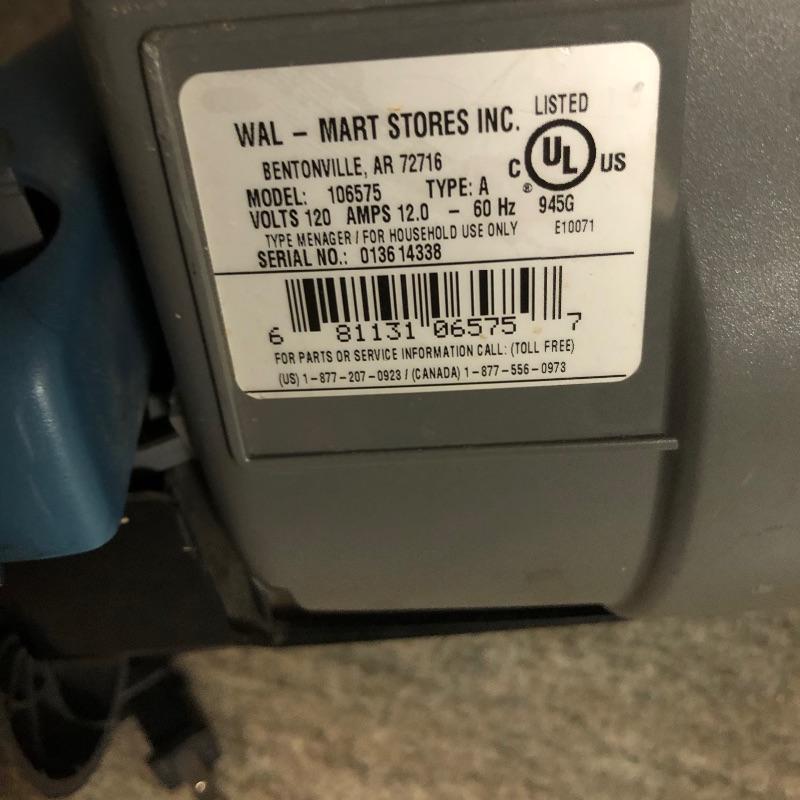 LISTED
WAL - MART STORES INC.
BENTONVILLE, AR 72716
C UL US
®
MODEL: 106575 TYPE: A
VOLTS 120 AMPS 12.0 - 60 Hz 945G
TYPE MENAGER / FOR HOUSEHOLD USE ONLY E10071
SERIAL NO.: 013614338
6 81131 06575 7
FOR PARTS OR SERVICE INFORMATION CALL: (TOLL FREE)
(US) 1-877-207-0923 / (CANADA) 1-877-556-0973